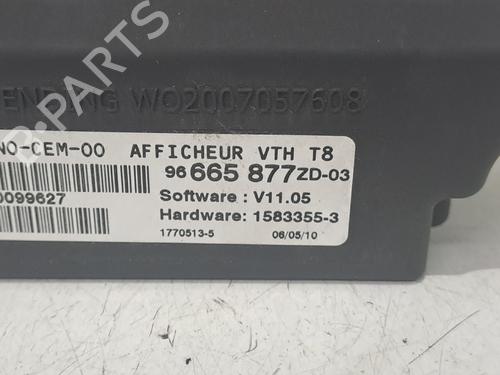 B-PARTS
ENDING WO2007057608
NO-CEM-00 AFFICHEUR VTH T8
96 665 877ZD-03
0099627 Software : V11.05
Hardware: 1583355-3
1770513-5 06/05/10